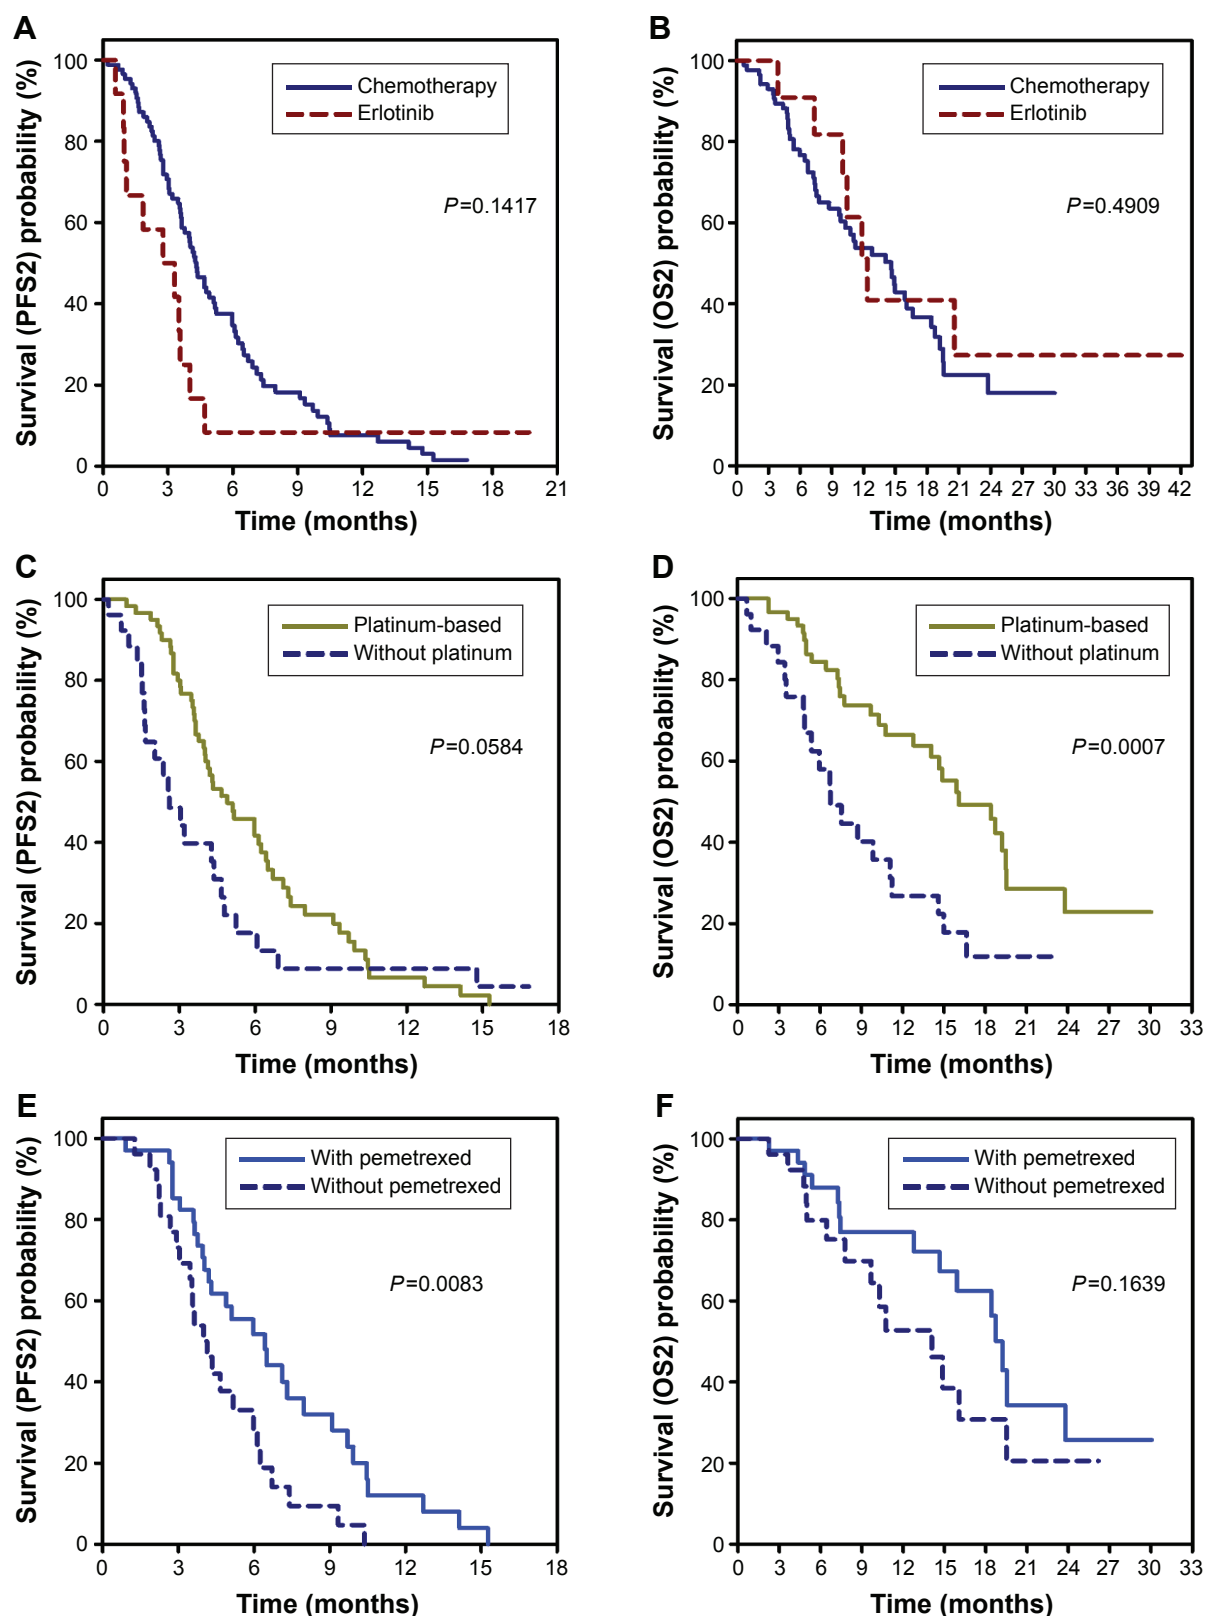 A
Survival (PFS2) probability (%)
100
80
60
40
20
0
Chemotherapy
Erlotinib
P=0.1417
0 3 6 9 12 15 18 21
Time (months)
B
Survival (OS2) probability (%)
100
80
60
40
20
0
Chemotherapy
Erlotinib
P=0.4909
0 3 6 9 12 15 18 21 24 27 30 33 36 39 42
Time (months)
C
Survival (PFS2) probability (%)
100
80
60
40
20
0
Platinum-based
Without platinum
P=0.0584
0 3 6 9 12 15 18
Time (months)
D
Survival (OS2) probability (%)
100
80
60
40
20
0
Platinum-based
Without platinum
P=0.0007
0 3 6 9 12 15 18 21 24 27 30 33
Time (months)
E
Survival (PFS2) probability (%)
100
80
60
40
20
0
With pemetrexed
Without pemetrexed
P=0.0083
0 3 6 9 12 15 18
Time (months)
F
Survival (OS2) probability (%)
100
80
60
40
20
0
With pemetrexed
Without pemetrexed
P=0.1639
0 3 6 9 12 15 18 21 24 27 30 33
Time (months)